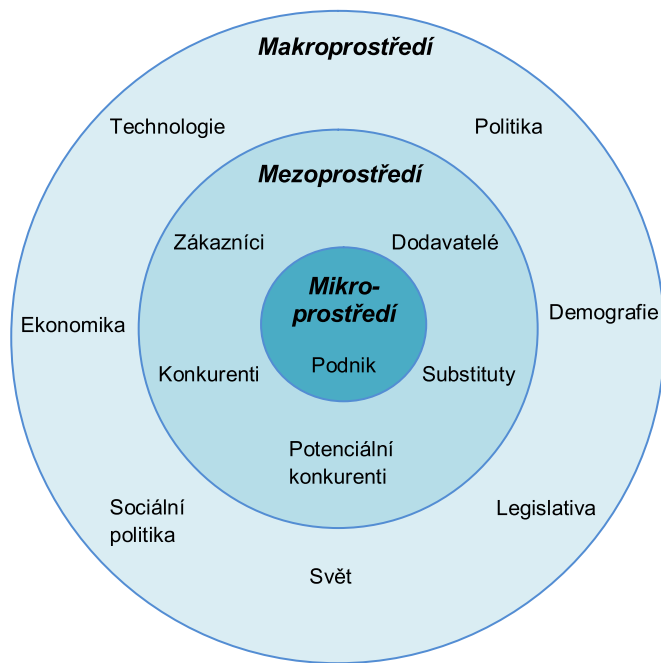 Makroprostředí
Technologie
Politika
Mezoprostředí
Zákazníci
Dodavatelé
Mikro-
prostředí
Podnik
Ekonomika
Demografie
Konkurenti
Substituty
Potenciální
konkurenti
Sociální
politika
Legislativa
Svět